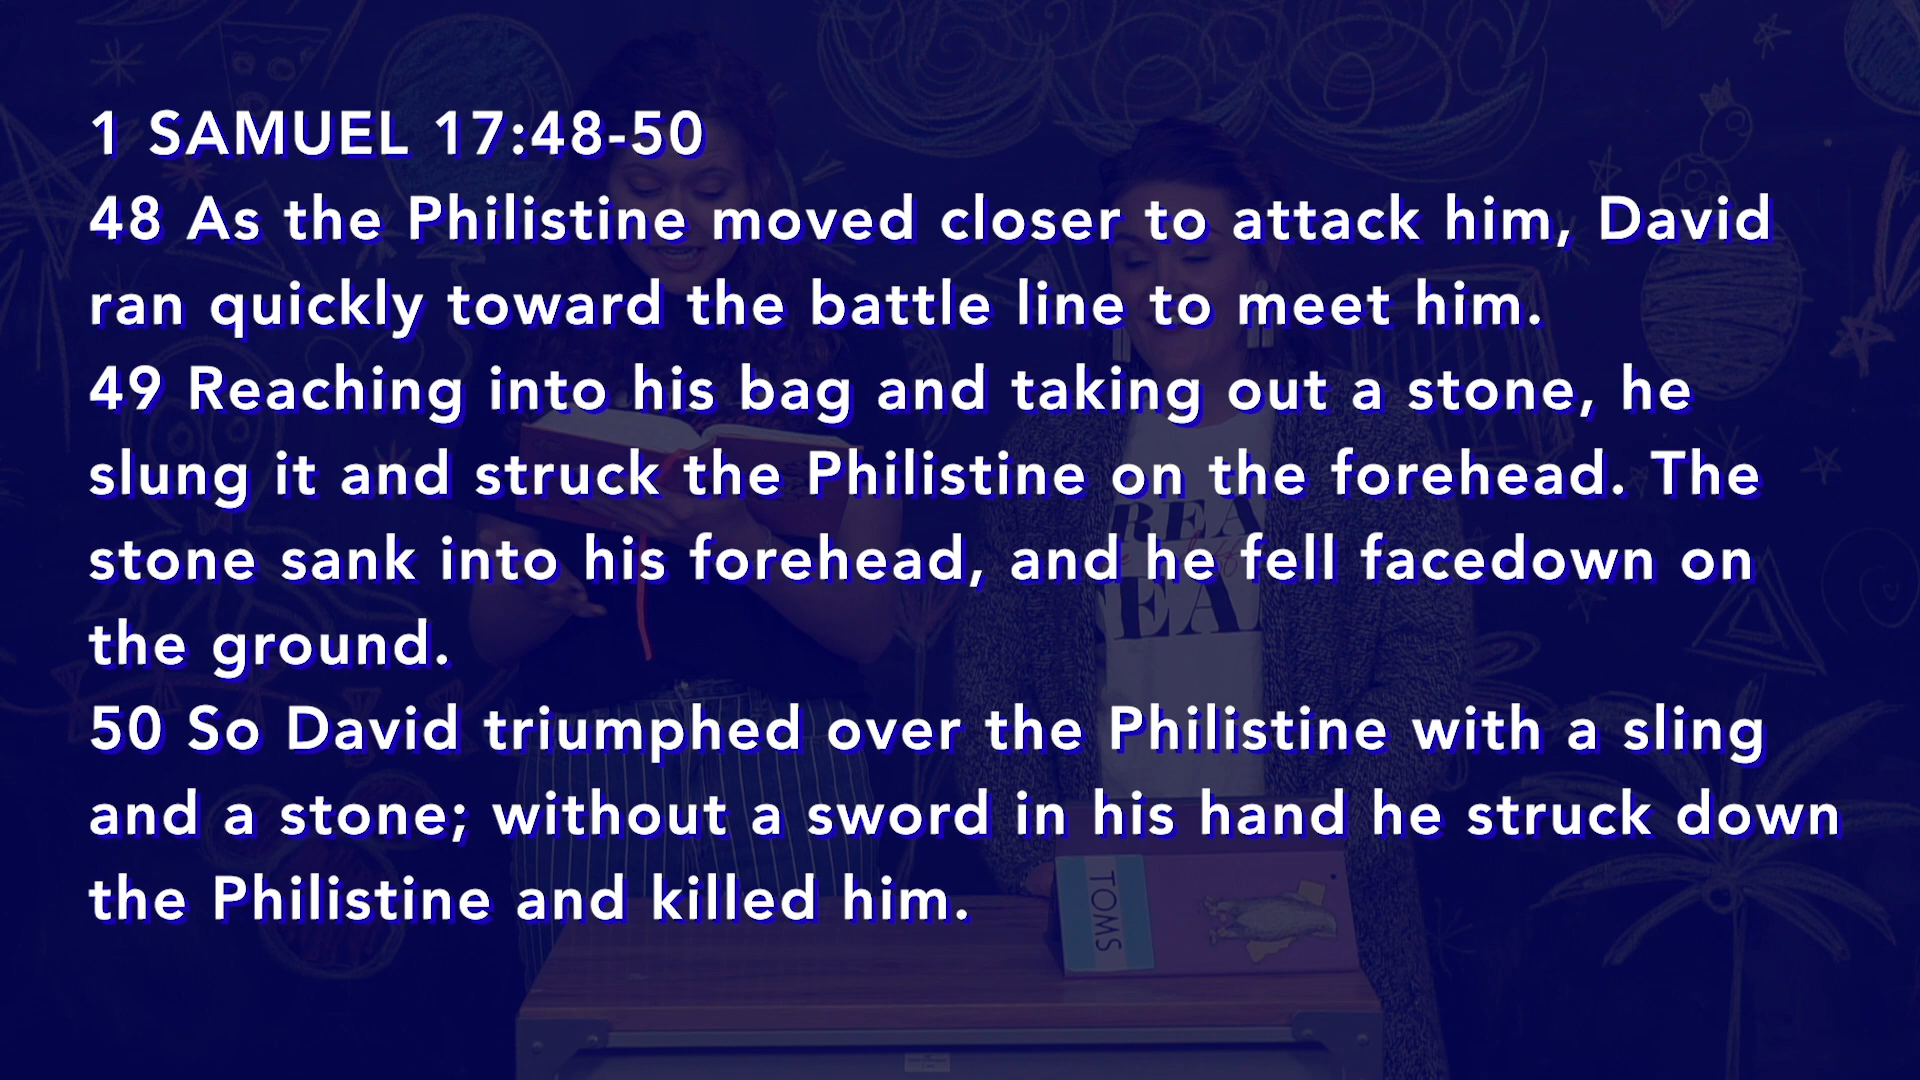 1 SAMUEL 17:48-50
48 As the Philistine moved closer to attack him, David
ran quickly toward the battle line to meet him.
49 Reaching into his bag and taking out a stone, he
slung it and struck the Philistine on the forehead. The
stone sank into his forehead, and he fell facedown on
the ground.
50 So David triumphed over the Philistine with a sling
and a stone; without a sword in his hand he struck down
the Philistine and killed him.
TOMS